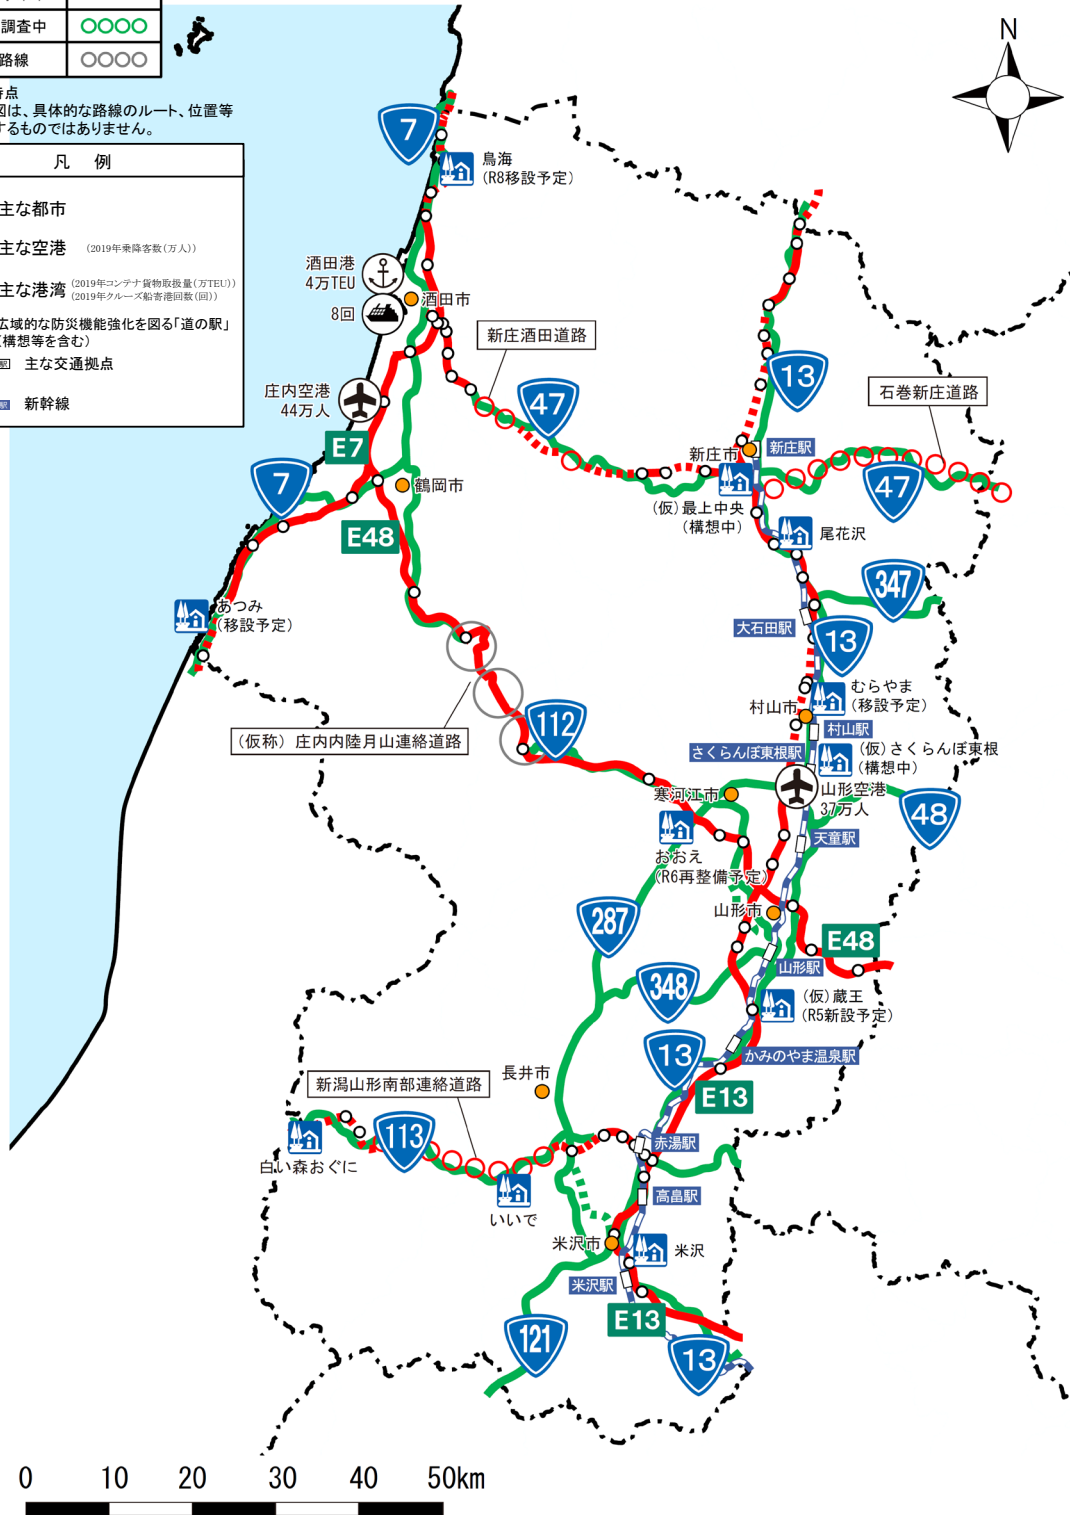 調査中
路線
時点
図は、具体的な路線のルート、位置等
するものではありません。
凡 例
主な都市
主な空港 (2019年乗降客数(万人))
主な港湾 (2019年コンテナ貨物取扱量(万TEU))
(2019年クルーズ船寄港回数(回))
広域的な防災機能強化を図る「道の駅」
(構想等を含む)
主な交通拠点
新幹線
N
7
鳥海
(R8移設予定)
酒田港
4万TEU
8回
酒田市
新庄酒田道路
13
石巻新庄道路
庄内空港
44万人
47
E7
新庄市
新庄駅
7
鶴岡市
47
(仮)最上中央
(構想中)
E48
尾花沢
347
あつみ
(移設予定)
大石田駅
13
むらやま
(移設予定)
村山市
村山駅
112
(仮称) 庄内内陸月山連絡道路
さくらんぼ東根駅
(仮)さくらんぼ東根
(構想中)
寒河江市
山形空港
37万人
48
天童駅
おおえ
(R6再整備予定)
山形市
287
E48
山形駅
348
(仮)蔵王
(R5新設予定)
13
かみのやま温泉駅
長井市
新潟山形南部連絡道路
E13
113
赤湯駅
白い森おぐに
高畠駅
いいで
米沢市
米沢
米沢駅
E13
121
13
0 10 20 30 40 50km